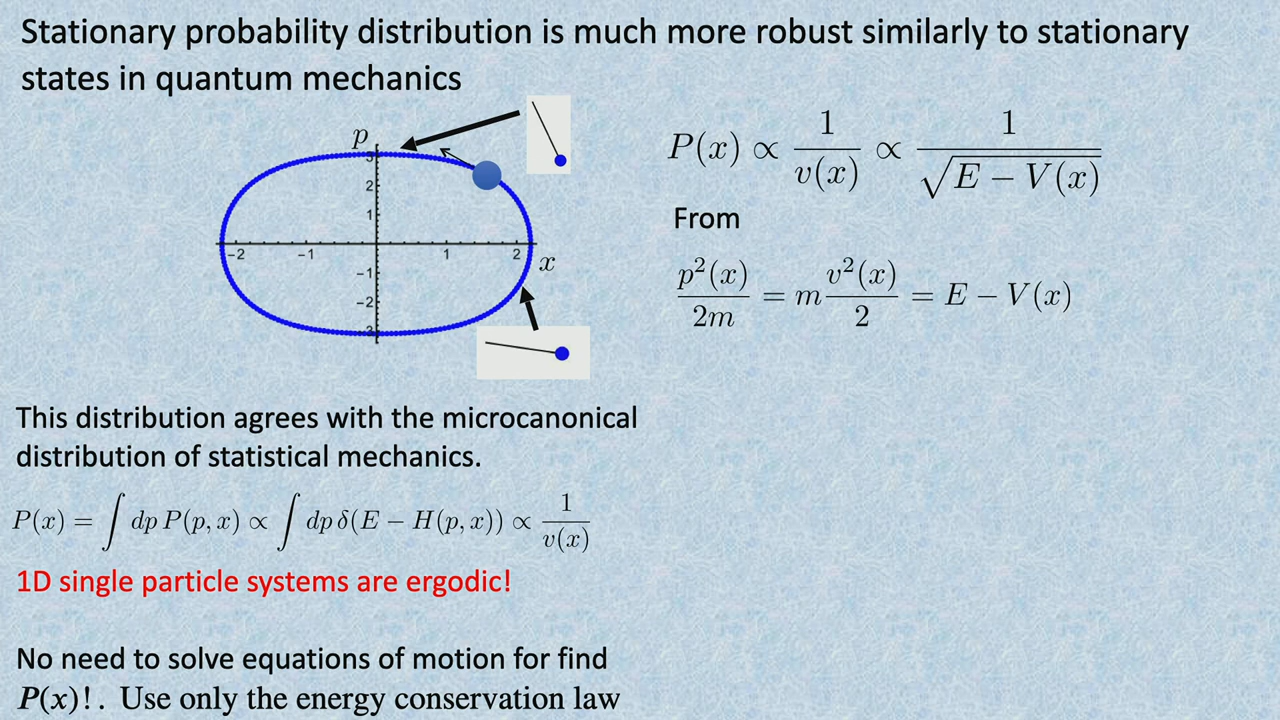 Stationary probability distribution is much more robust similarly to stationary
states in quantum mechanics
p
3
2
1
-2 -1 1 2
x
-1
-2
-3
P(x) ∝ 1/v(x) ∝ 1/√(E − V(x))
From
p²(x)/2m = m v²(x)/2 = E − V(x)
This distribution agrees with the microcanonical
distribution of statistical mechanics.
P(x) = ∫ dp P(p, x) ∝ ∫ dp δ(E − H(p, x)) ∝ 1/v(x)
1D single particle systems are ergodic!
No need to solve equations of motion for find
P(x)!. Use only the energy conservation law